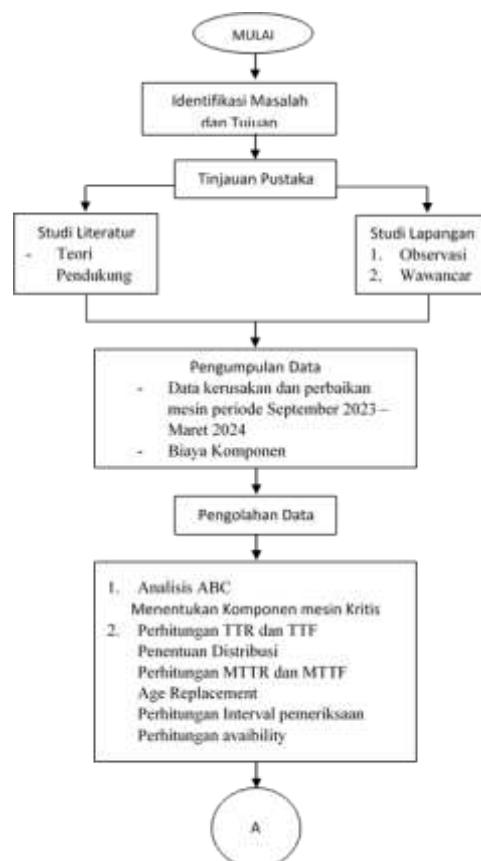 MULAI
Identifikasi Masalah
dan Tujuan
Tinjauan Pustaka
Studi Literatur
- Teori
Pendukung
Studi Lapangan
1. Observasi
2. Wawancar
Pengumpulan Data
- Data kerusakan dan perbaikan
mesin periode September 2023 –
Maret 2024
- Biaya Komponen
Pengolahan Data
1. Analisis ABC
Menentukan Komponen mesin Kritis
2. Perhitungan TTR dan TTF
Penentuan Distribusi
Perhitungan MTTR dan MTTF
Age Replacement
Perhitungan Interval pemeriksaan
Perhitungan avaibility
A